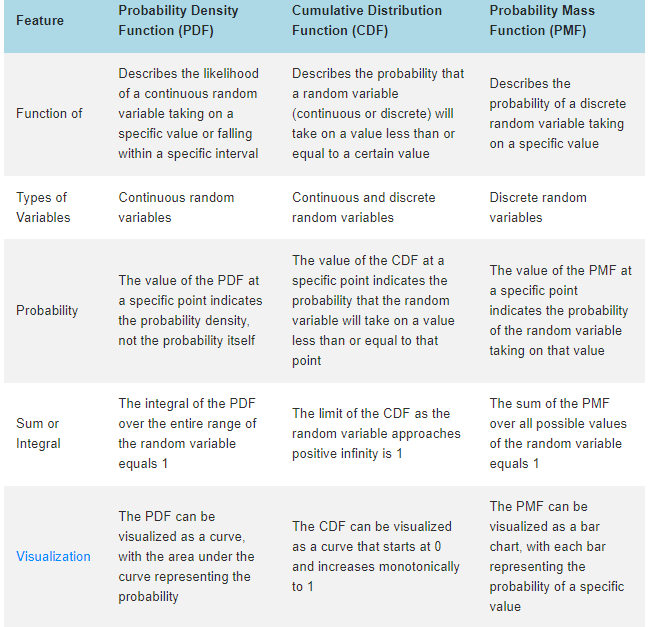 Feature
Probability Density
Function (PDF)
Cumulative Distribution
Function (CDF)
Probability Mass
Function (PMF)
Function of
Describes the likelihood
of a continuous random
variable taking on a
specific value or falling
within a specific interval
Describes the probability that
a random variable
(continuous or discrete) will
take on a value less than or
equal to a certain value
Describes the
probability of a discrete
random variable taking
on a specific value
Types of
Variables
Continuous random
variables
Continuous and discrete
random variables
Discrete random
variables
Probability
The value of the PDF at
a specific point indicates
the probability density,
not the probability itself
The value of the CDF at a
specific point indicates the
probability that the random
variable will take on a value
less than or equal to that
point
The value of the PMF at
a specific point
indicates the probability
of the random variable
taking on that value
Sum or
Integral
The integral of the PDF
over the entire range of
the random variable
equals 1
The limit of the CDF as the
random variable approaches
positive infinity is 1
The sum of the PMF
over all possible values
of the random variable
equals 1
Visualization
The PDF can be
visualized as a curve,
with the area under the
curve representing the
probability
The CDF can be visualized
as a curve that starts at 0
and increases monotonically
to 1
The PMF can be
visualized as a bar
chart, with each bar
representing the
probability of a specific
value